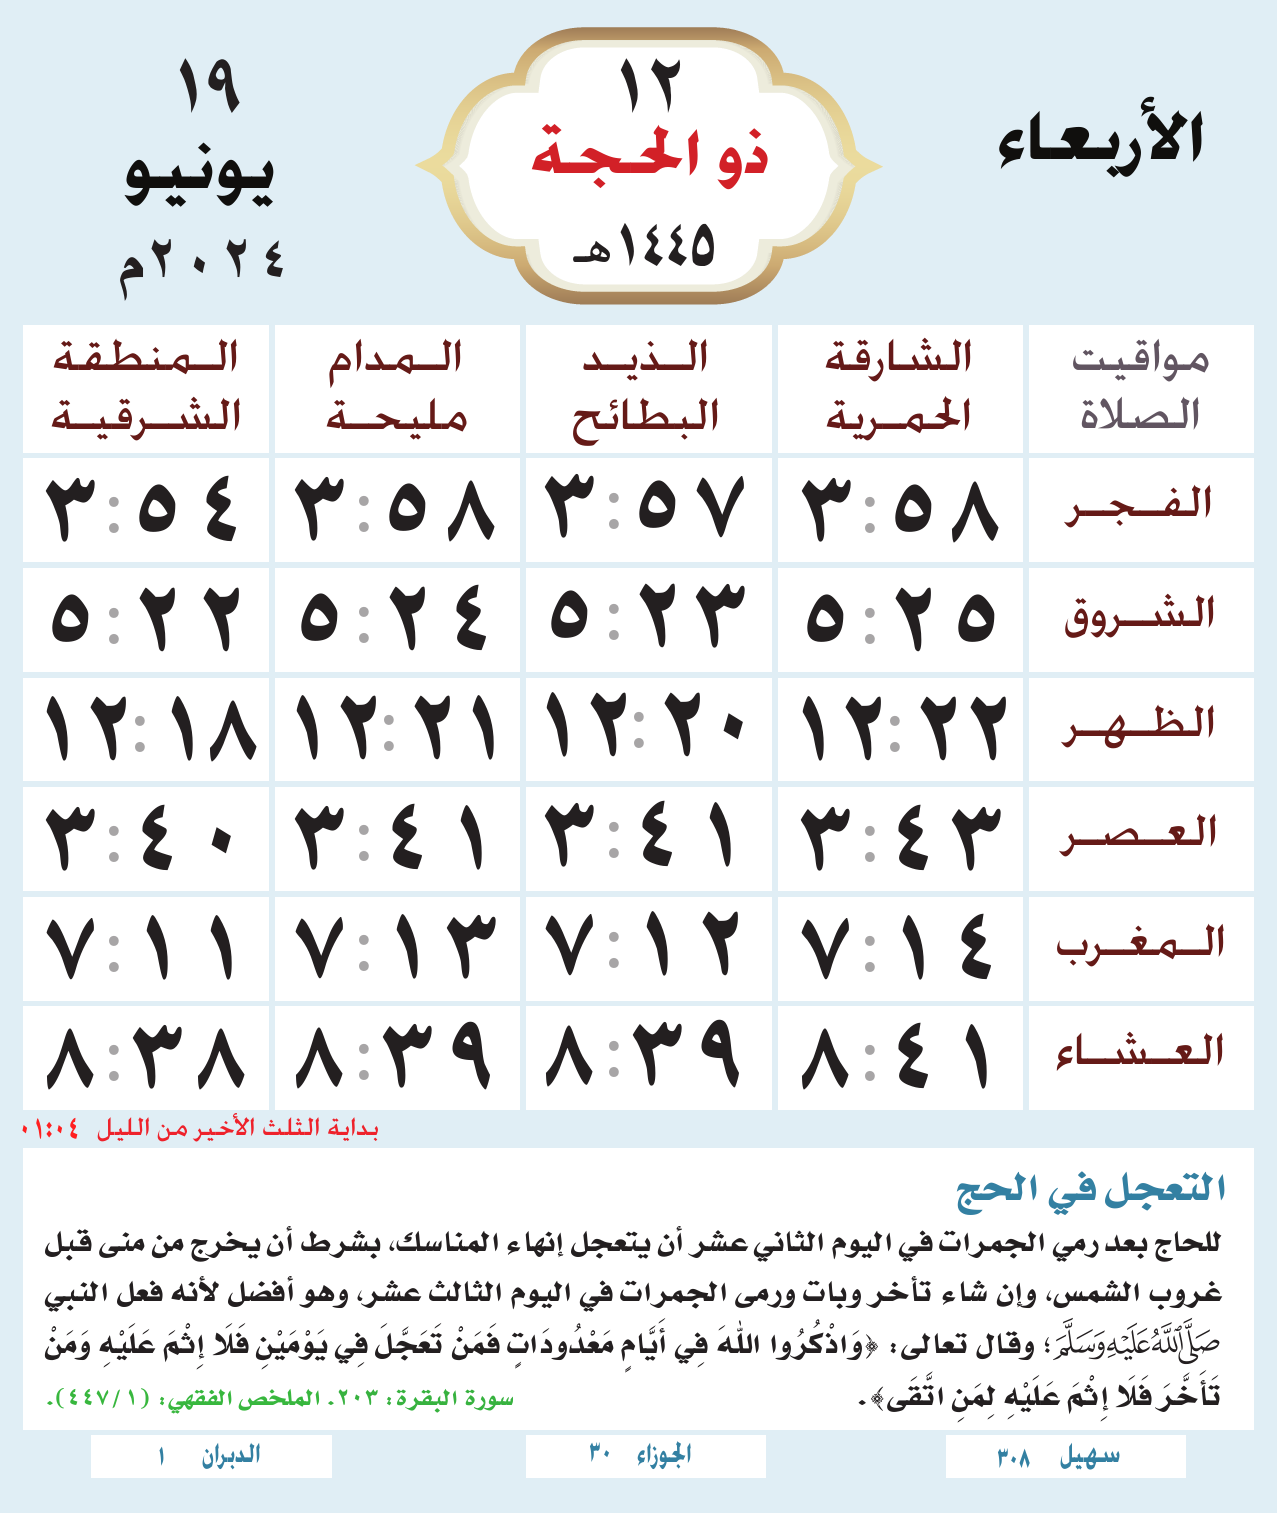 الأربعاء
١٢
ذو الحجة
١٤٤٥هـ
١٩
يونيو
٢٠٢٤م
مواقيت الصلاة
الشارقة الحمرية
الذيد البطائح
المدام مليحة
المنطقة الشرقية
الفجر ٣:٥٨ ٣:٥٧ ٣:٥٨ ٣:٥٤
الشروق ٥:٢٥ ٥:٢٣ ٥:٢٤ ٥:٢٢
الظهر ١٢:٢٢ ١٢:٢٠ ١٢:٢١ ١٢:١٨
العصر ٣:٤٣ ٣:٤١ ٣:٤١ ٣:٤٠
المغرب ٧:١٤ ٧:١٢ ٧:١٣ ٧:١١
العشاء ٨:٤١ ٨:٣٩ ٨:٣٩ ٨:٣٨
بداية الثلث الأخير من الليل ٠١:٠٤
التعجل في الحج
للحاج بعد رمي الجمرات في اليوم الثاني عشر أن يتعجل إنهاء المناسك، بشرط أن يخرج من منى قبل
غروب الشمس، وإن شاء تأخر وبات ورمى الجمرات في اليوم الثالث عشر، وهو أفضل لأنه فعل النبي
صَلَّى اللَّهُ عَلَيْهِ وَسَلَّمَ؛ وقال تعالى: ﴿وَاذْكُرُوا اللَّهَ فِي أَيَّامٍ مَعْدُودَاتٍ فَمَنْ تَعَجَّلَ فِي يَوْمَيْنِ فَلَا إِثْمَ عَلَيْهِ وَمَنْ
تَأَخَّرَ فَلَا إِثْمَ عَلَيْهِ لِمَنِ اتَّقَى﴾. سورة البقرة: ٢٠٣. الملخص الفقهي: (١/٤٤٧).
سهيل ٣٠٨
الجوزاء ٣٠
الدبران ١